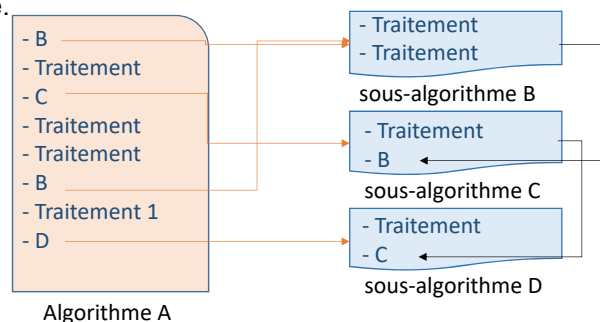 e.
- B
- Traitement
- C
- Traitement
- Traitement
- B
- Traitement 1
- D
Algorithme A
- Traitement
- Traitement
sous-algorithme B
- Traitement
- B
sous-algorithme C
- Traitement
- C
sous-algorithme D